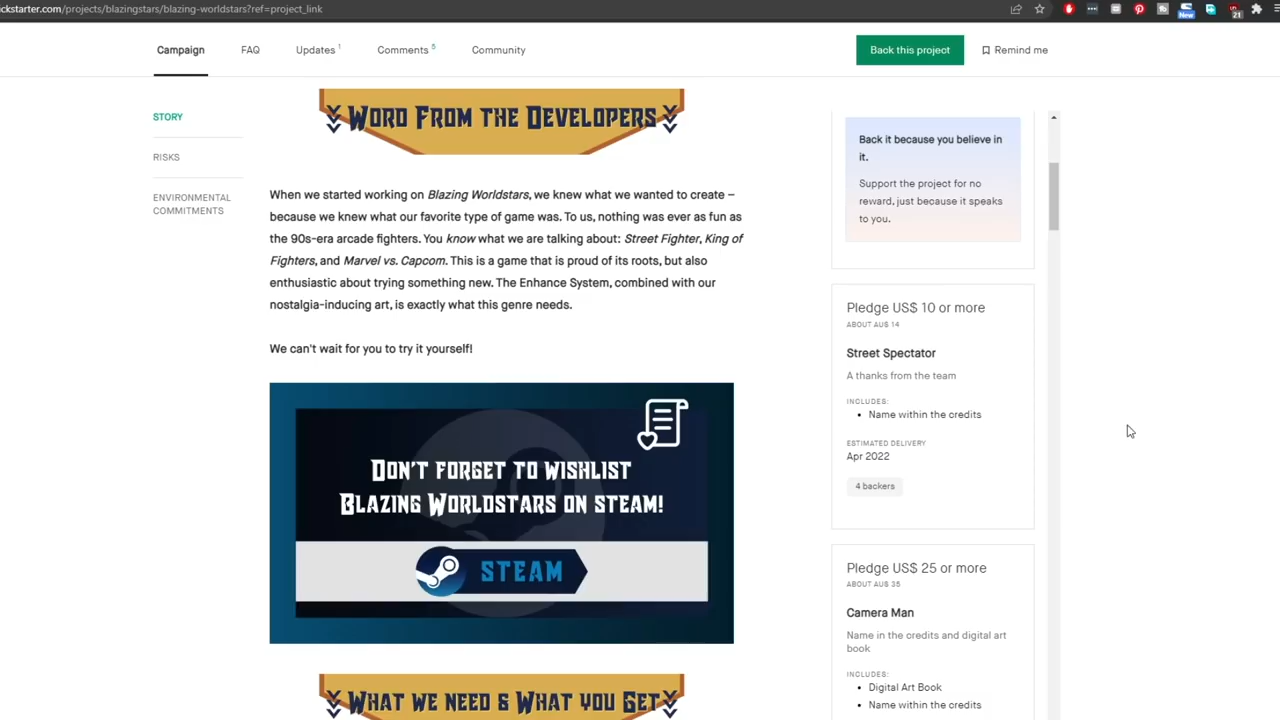 ickstarter.com/projects/blazingstars/blazing-worldstars?ref=project_link
New
21
Campaign
FAQ
Updates 1
Comments 5
Community
Back this project
Remind me
STORY
RISKS
ENVIRONMENTAL
COMMITMENTS
WORD FROM THE DEVELOPERS
When we started working on Blazing Worldstars, we knew what we wanted to create –
because we knew what our favorite type of game was. To us, nothing was ever as fun as
the 90s-era arcade fighters. You know what we are talking about: Street Fighter, King of
Fighters, and Marvel vs. Capcom. This is a game that is proud of its roots, but also
enthusiastic about trying something new. The Enhance System, combined with our
nostalgia-inducing art, is exactly what this genre needs.
We can't wait for you to try it yourself!
DON'T FORGET TO WISHLIST
BLAZING WORLDSTARS ON STEAM!
STEAM
WHAT WE NEED & WHAT YOU GET
Back it because you believe in
it.
Support the project for no
reward, just because it speaks
to you.
Pledge US$ 10 or more
ABOUT AU$ 14
Street Spectator
A thanks from the team
INCLUDES:
• Name within the credits
ESTIMATED DELIVERY
Apr 2022
4 backers
Pledge US$ 25 or more
ABOUT AU$ 35
Camera Man
Name in the credits and digital art
book
INCLUDES:
• Digital Art Book
• Name within the credits